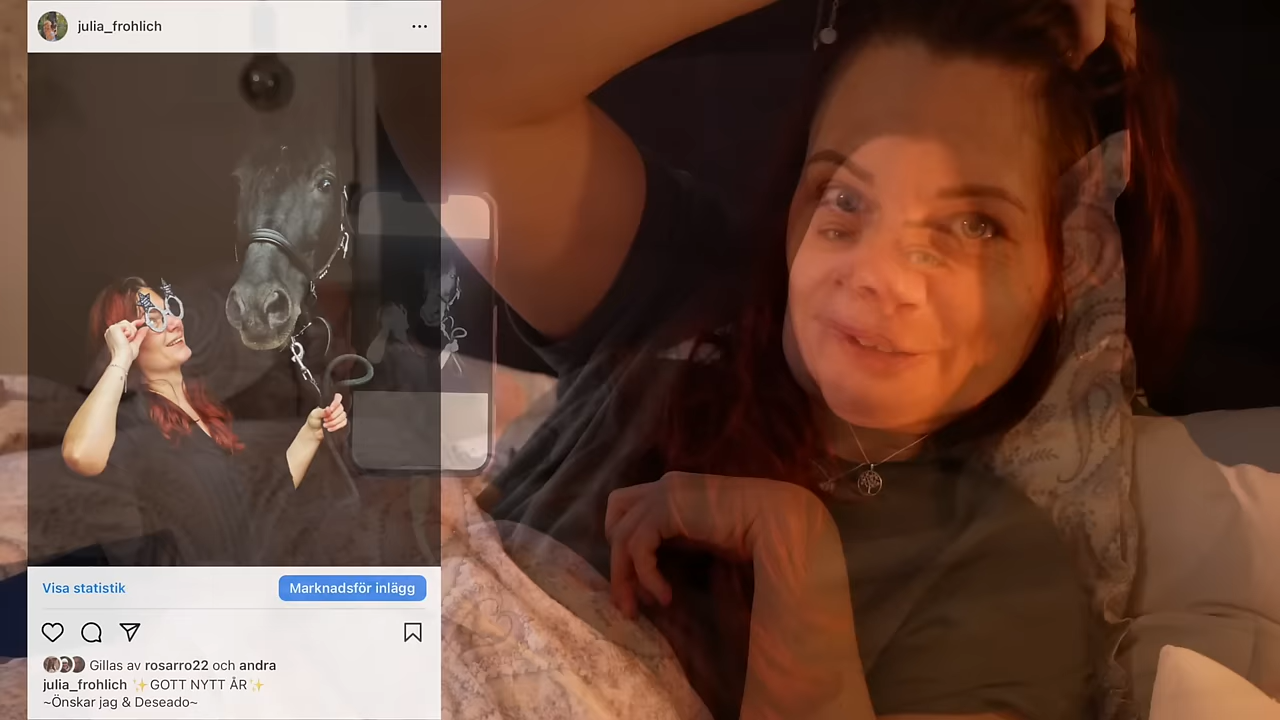 julia_frohlich
Visa statistik
Marknadsför inlägg
Gillas av rosarro22 och andra
julia_frohlich ✨GOTT NYTT ÅR✨
~Önskar jag & Deseado~